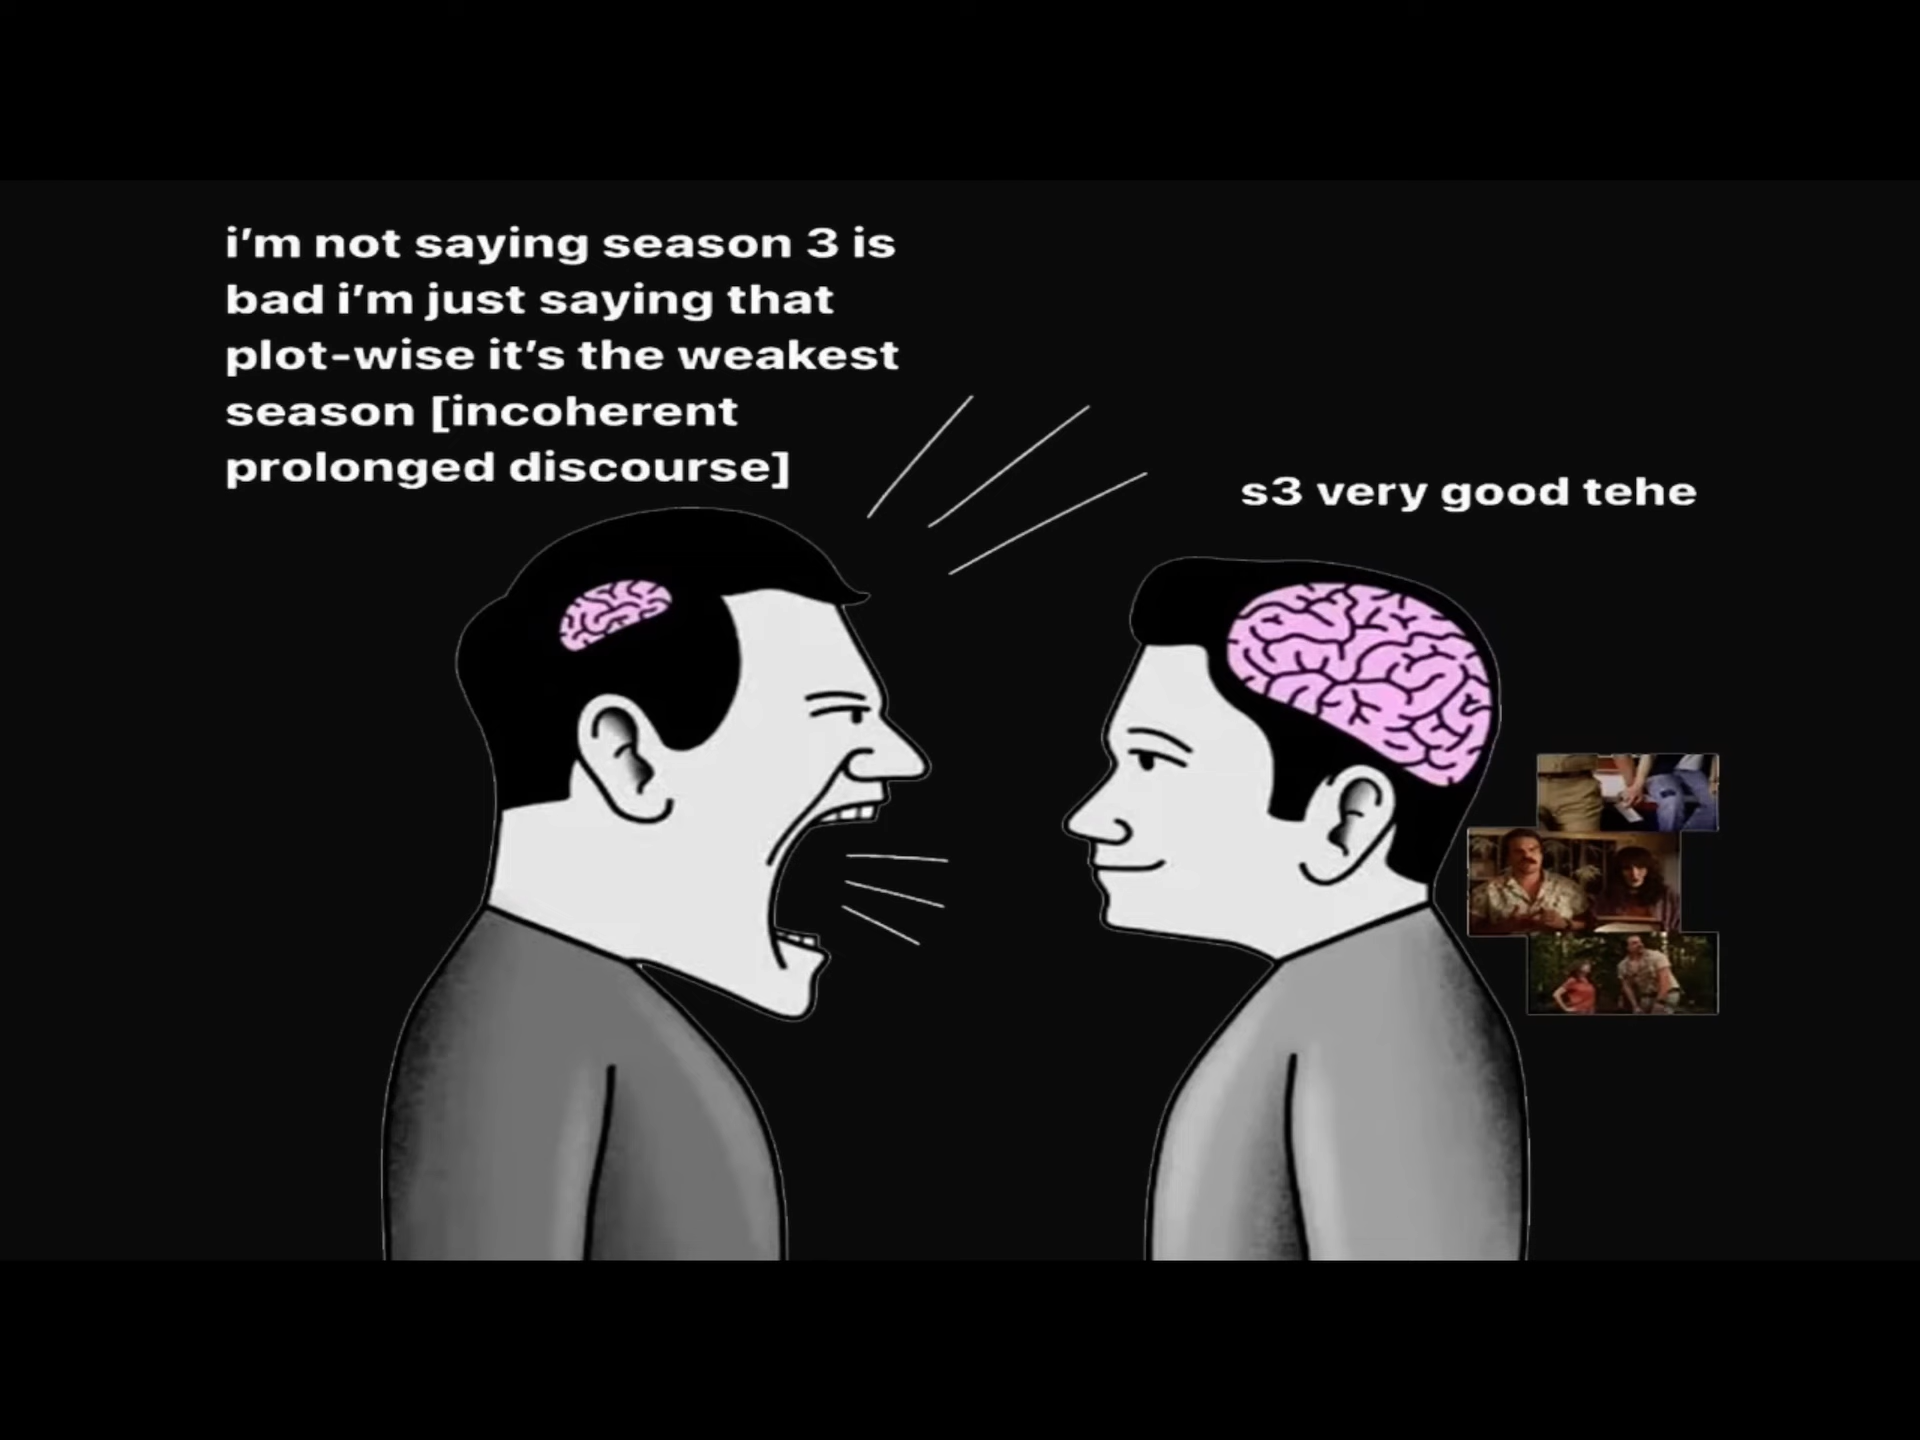 i'm not saying season 3 is
bad i'm just saying that
plot-wise it's the weakest
season [incoherent
prolonged discourse]
s3 very good tehe